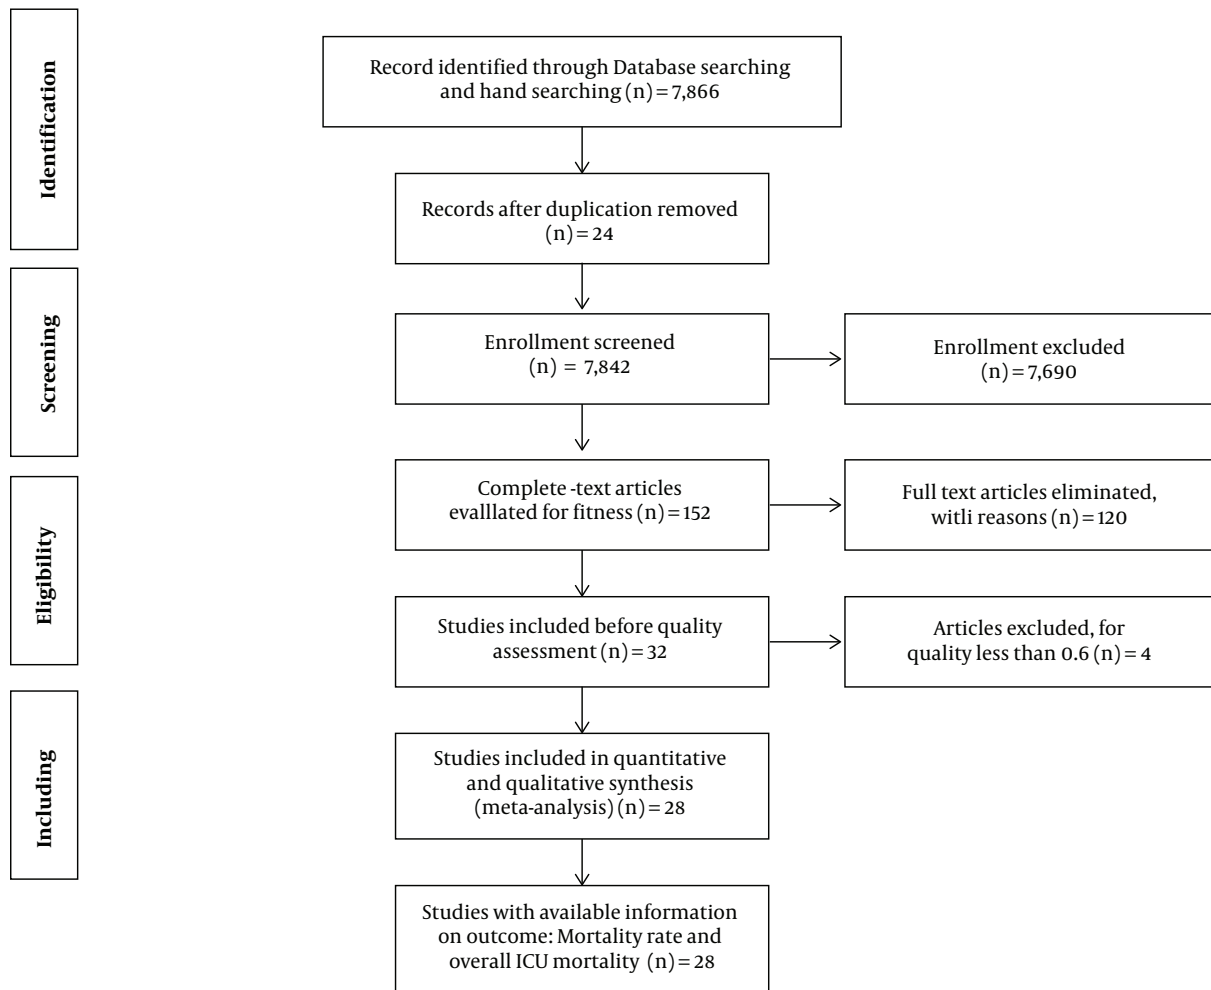 Identification
Record identified through Database searching
and hand searching (n) = 7,866
Records after duplication removed
(n) = 24
Screening
Enrollment screened
(n) = 7,842
Enrollment excluded
(n) = 7,690
Eligibility
Complete -text articles
evalllated for fitness (n) = 152
Full text articles eliminated,
witli reasons (n) = 120
Studies included before quality
assessment (n) = 32
Articles excluded, for
quality less than 0.6 (n) = 4
Including
Studies included in quantitative
and qualitative synthesis
(meta-analysis) (n) = 28
Studies with available information
on outcome: Mortality rate and
overall ICU mortality (n) = 28